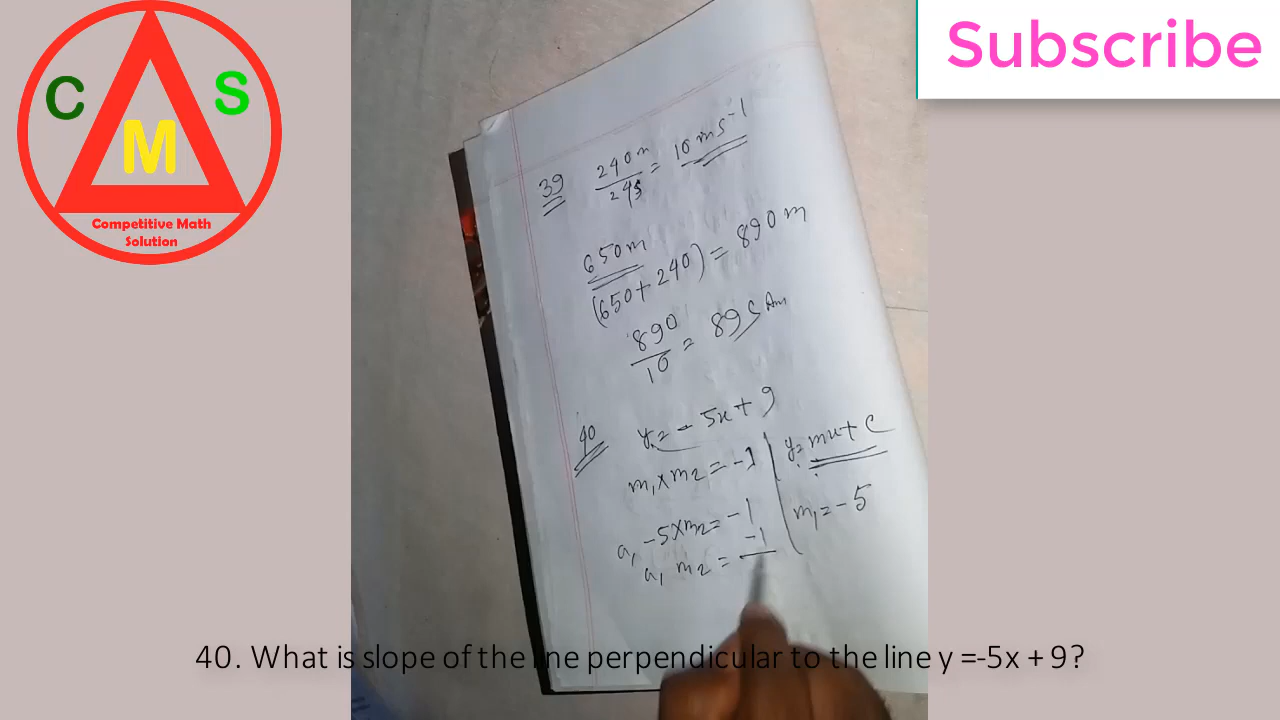 C M S
Competitive Math
Solution
Subscribe
39 240m/24s = 10 ms⁻¹
650m
(650+240) = 890 m
890/10 = 89 s Ans
40 y = -5x + 9
m₁ x m₂ = -1
y = mx + c
a, -5 x m₂ = -1
m₁ = -5
a, m₂ = -1
40. What is slope of the line perpendicular to the line y =-5x + 9?